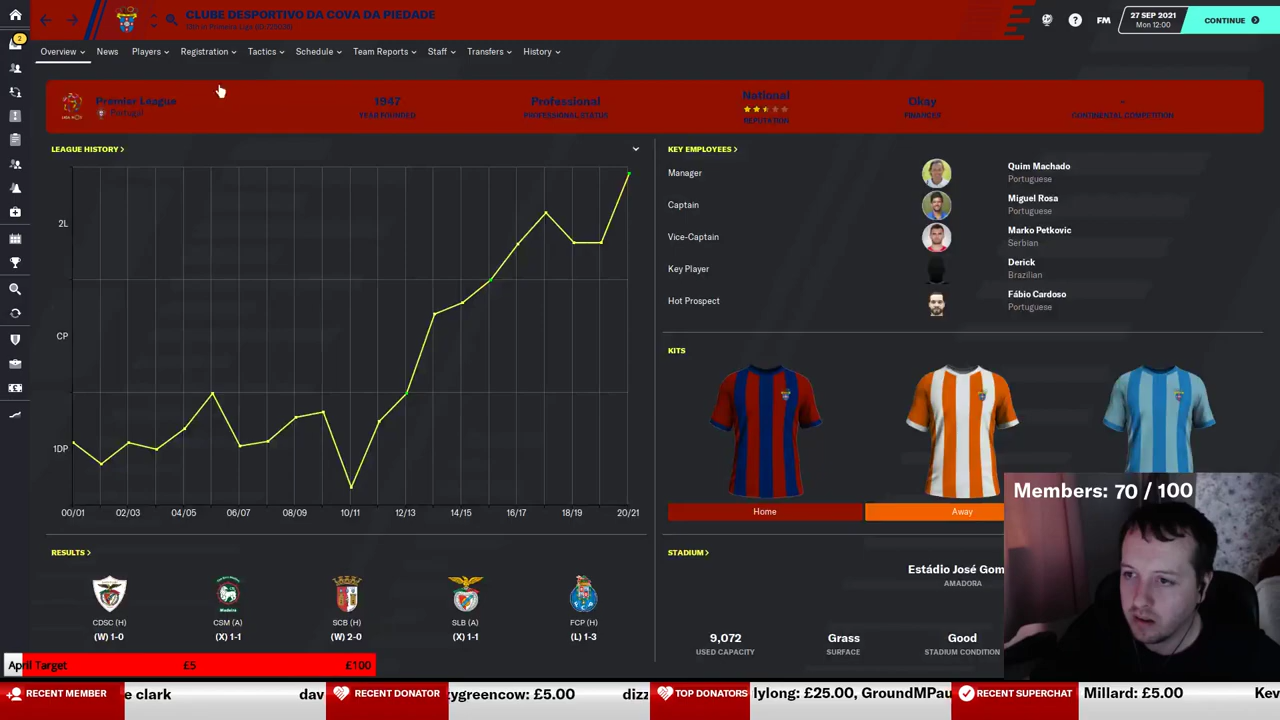 CLUBE DESPORTIVO DA COVA DA PIEDADE
27 SEP 2021
Mon 12:00
FM
CONTINUE
2
Overview
News
Players
Registration
Tactics
Schedule
Team Reports
Staff
Transfers
History
Premier League
Portugal
1947
YEAR FOUNDED
Professional
PROFESSIONAL STATUS
National
REPUTATION
Okay
FINANCES
-
CONTINENTAL COMPETITION
LEAGUE HISTORY >
2L
CP
1DP
00/01
02/03
04/05
06/07
08/09
10/11
12/13
14/15
16/17
18/19
20/21
KEY EMPLOYEES >
Manager
Quim Machado
Portuguese
Captain
Miguel Rosa
Portuguese
Vice-Captain
Marko Petkovic
Serbian
Key Player
Derick
Brazilian
Hot Prospect
Fábio Cardoso
Portuguese
KITS
Home
Away
Members: 70 / 100
RESULTS >
CDSC (H)
(W) 1-0
CSM (A)
(X) 1-1
SCB (H)
(W) 2-0
SLB (A)
(X) 1-1
FCP (H)
(L) 1-3
STADIUM >
Estádio José Gom
AMADORA
9,072
USED CAPACITY
Grass
SURFACE
Good
STADIUM CONDITION
April Target
£5
£100
RECENT MEMBER
e clark
dav
RECENT DONATOR
ygreencow: £5.00
diz
TOP DONATORS
lylong: £25.00, GroundMPau
RECENT SUPERCHAT
Millard: £5.00
Kev